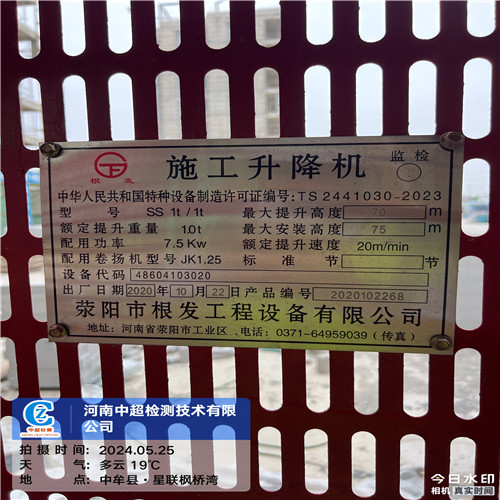 根发
施工升降机
监检
中华人民共和国特种设备制造许可证编号:TS2441030-2023
型号 SS 1t/1t 最大提升高度 70 m
额定提升重量 1.0t 最大安装高度 75 m
配用功率 7.5Kw 额定提升速度 20m/min
配用卷扬机型号 JK1.25 标准节
设备代码 48604103020
出厂日期 2020年10月22日 产品编号 2020102268
荥阳市根发工程设备有限公司
地址:河南省荥阳市工业区 电话:0371-64959039(传真)
中超检测
河南中超检测技术有限公司
拍摄时间:2024.05.25
天气:多云 19℃
地点:中牟县·星联枫桥湾
今日水印
相机 真实时间